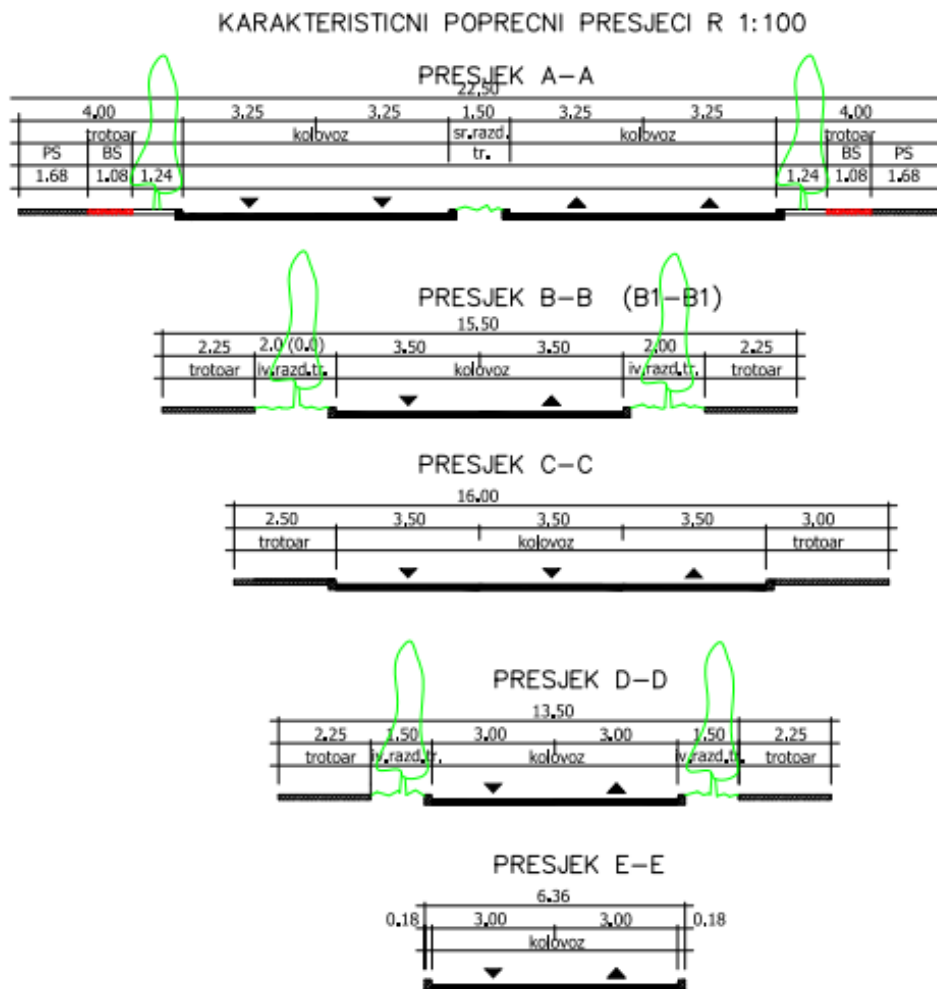 KARAKTERISTICNI POPRECNI PRESJECI R 1:100
PRESJEK A-A
22,50
4.00 3.25 3.25 1.50 3.25 3.25 4.00
trotoar kolovoz sr.razd. kolovoz trotoar
PS BS tr. BS PS
1.68 1.08 1.24 1.24 1.08 1.68
PRESJEK B-B (B1-B1)
15.50
2.25 2.0 (0.0) 3.50 3.50 2.00 2.25
trotoar iv.razd.tr. kolovoz iv.razd.tr. trotoar
PRESJEK C-C
16.00
2.50 3.50 3.50 3.50 3.00
trotoar kolovoz trotoar
PRESJEK D-D
13.50
2.25 1.50 3.00 3.00 1.50 2.25
trotoar iv.razd.tr. kolovoz iv.razd.tr. trotoar
PRESJEK E-E
6.36
0.18 3.00 3.00 0.18
kolovoz